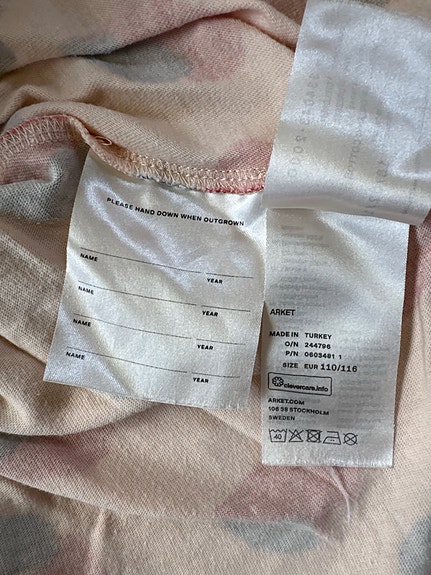 PLEASE HAND DOWN WHEN OUTGROWN
NAME YEAR
NAME YEAR
NAME YEAR
NAME YEAR
ARKET
MADE IN TURKEY
O/N 244796
P/N 0603481 1
SIZE EUR 110/116
clevercare.info
ARKET.COM
106 38 STOCKHOLM
SWEDEN
40